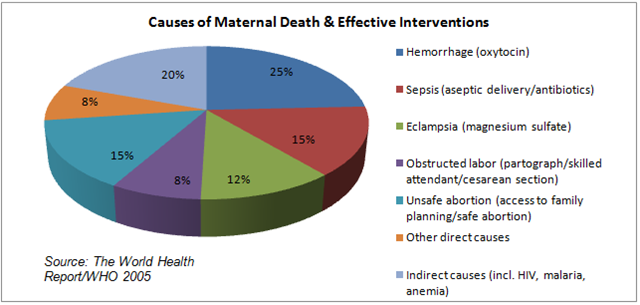 Causes of Maternal Death & Effective Interventions
20%
25%
8%
15%
15%
8%
12%
Hemorrhage (oxytocin)
Sepsis (aseptic delivery/antibiotics)
Eclampsia (magnesium sulfate)
Obstructed labor (partograph/skilled
attendant/cesarean section)
Unsafe abortion (access to family
planning/safe abortion)
Other direct causes
Indirect causes (incl. HIV, malaria,
anemia)
Source: The World Health
Report/WHO 2005